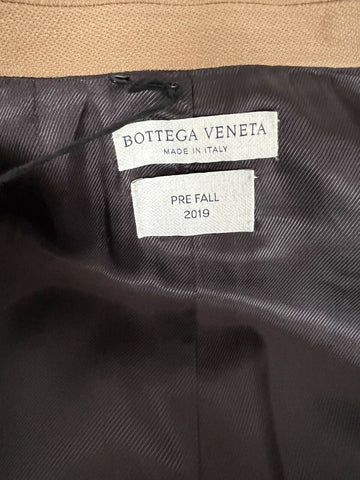 BOTTEGA VENETA
MADE IN ITALY
PRE FALL
2019